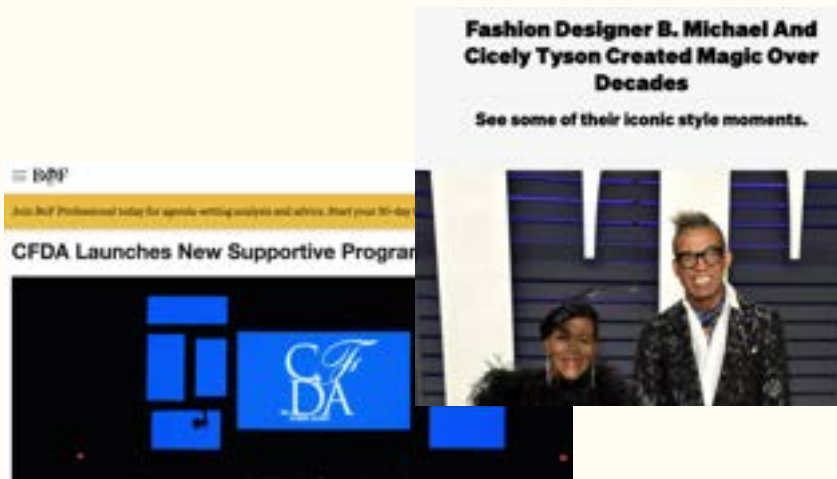 Fashion Designer B. Michael And
Cicely Tyson Created Magic Over
Decades
See some of their iconic style moments.
BoF
Join BoF Professional today for agenda-setting analysis and advice. Start your 30-day
CFDA Launches New Supportive Progra
CFDA